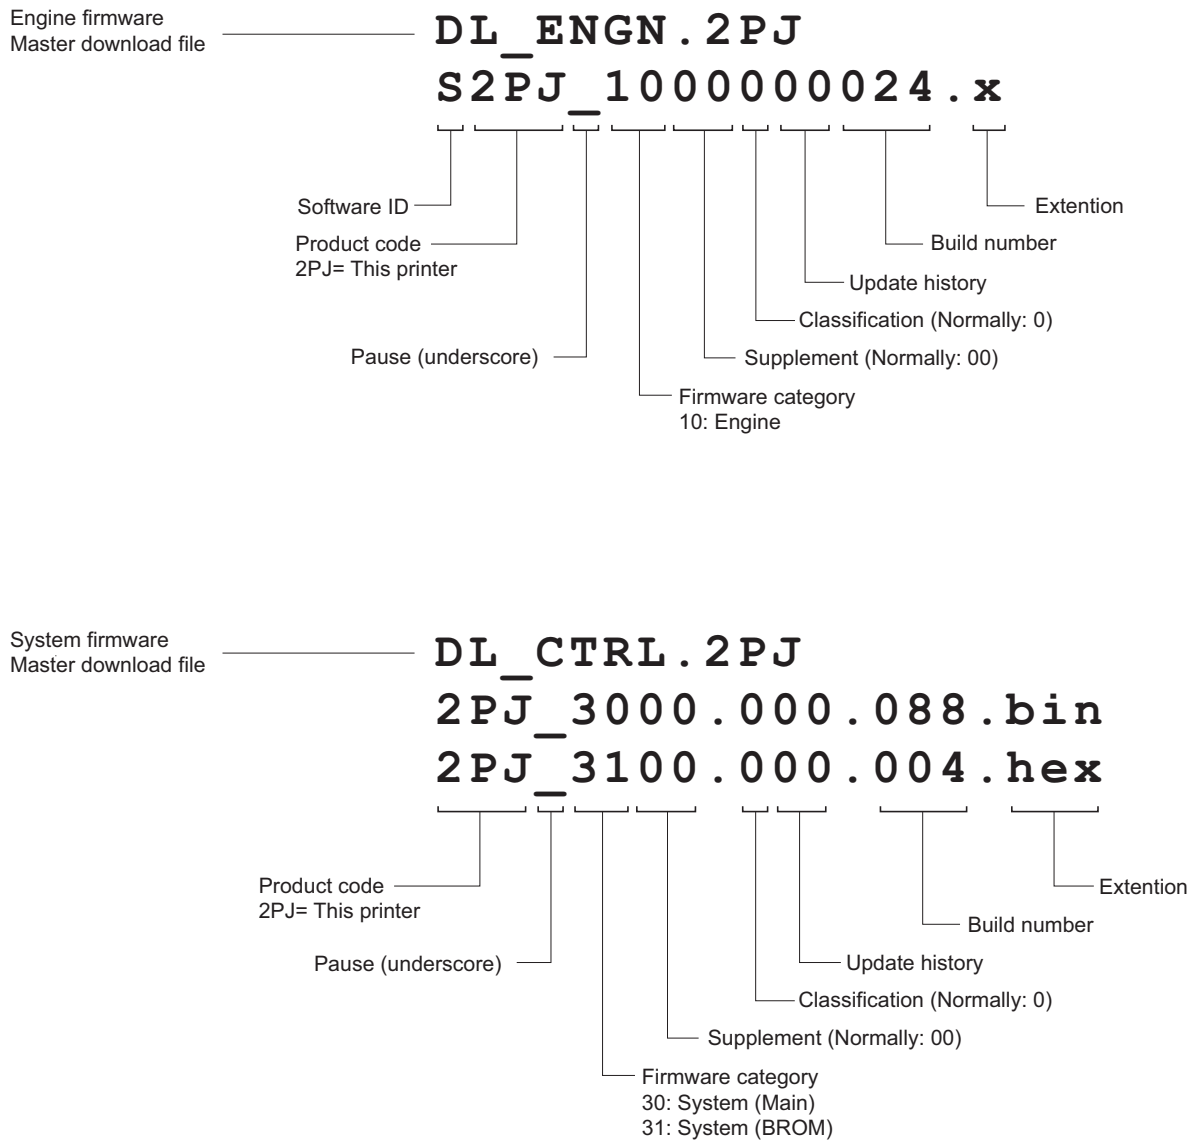 Engine firmware
Master download file
DL_ENGN.2PJ
S2PJ_1000000024.x
Software ID
Extention
Product code
2PJ= This printer
Build number
Update history
Classification (Normally: 0)
Pause (underscore)
Supplement (Normally: 00)
Firmware category
10: Engine
System firmware
Master download file
DL_CTRL.2PJ
2PJ_3000.000.088.bin
2PJ_3100.000.004.hex
Product code
2PJ= This printer
Extention
Build number
Pause (underscore)
Update history
Classification (Normally: 0)
Supplement (Normally: 00)
Firmware category
30: System (Main)
31: System (BROM)